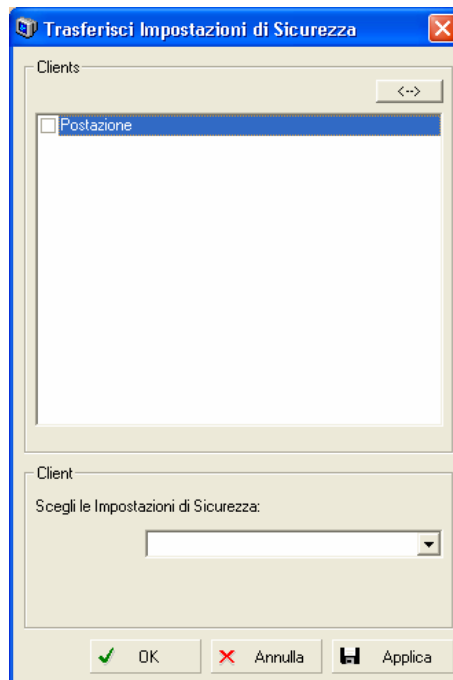 Trasferisci Impostazioni di Sicurezza
Clients
<-->
Postazione
Client
Scegli le Impostazioni di Sicurezza:
OK
Annulla
Applica